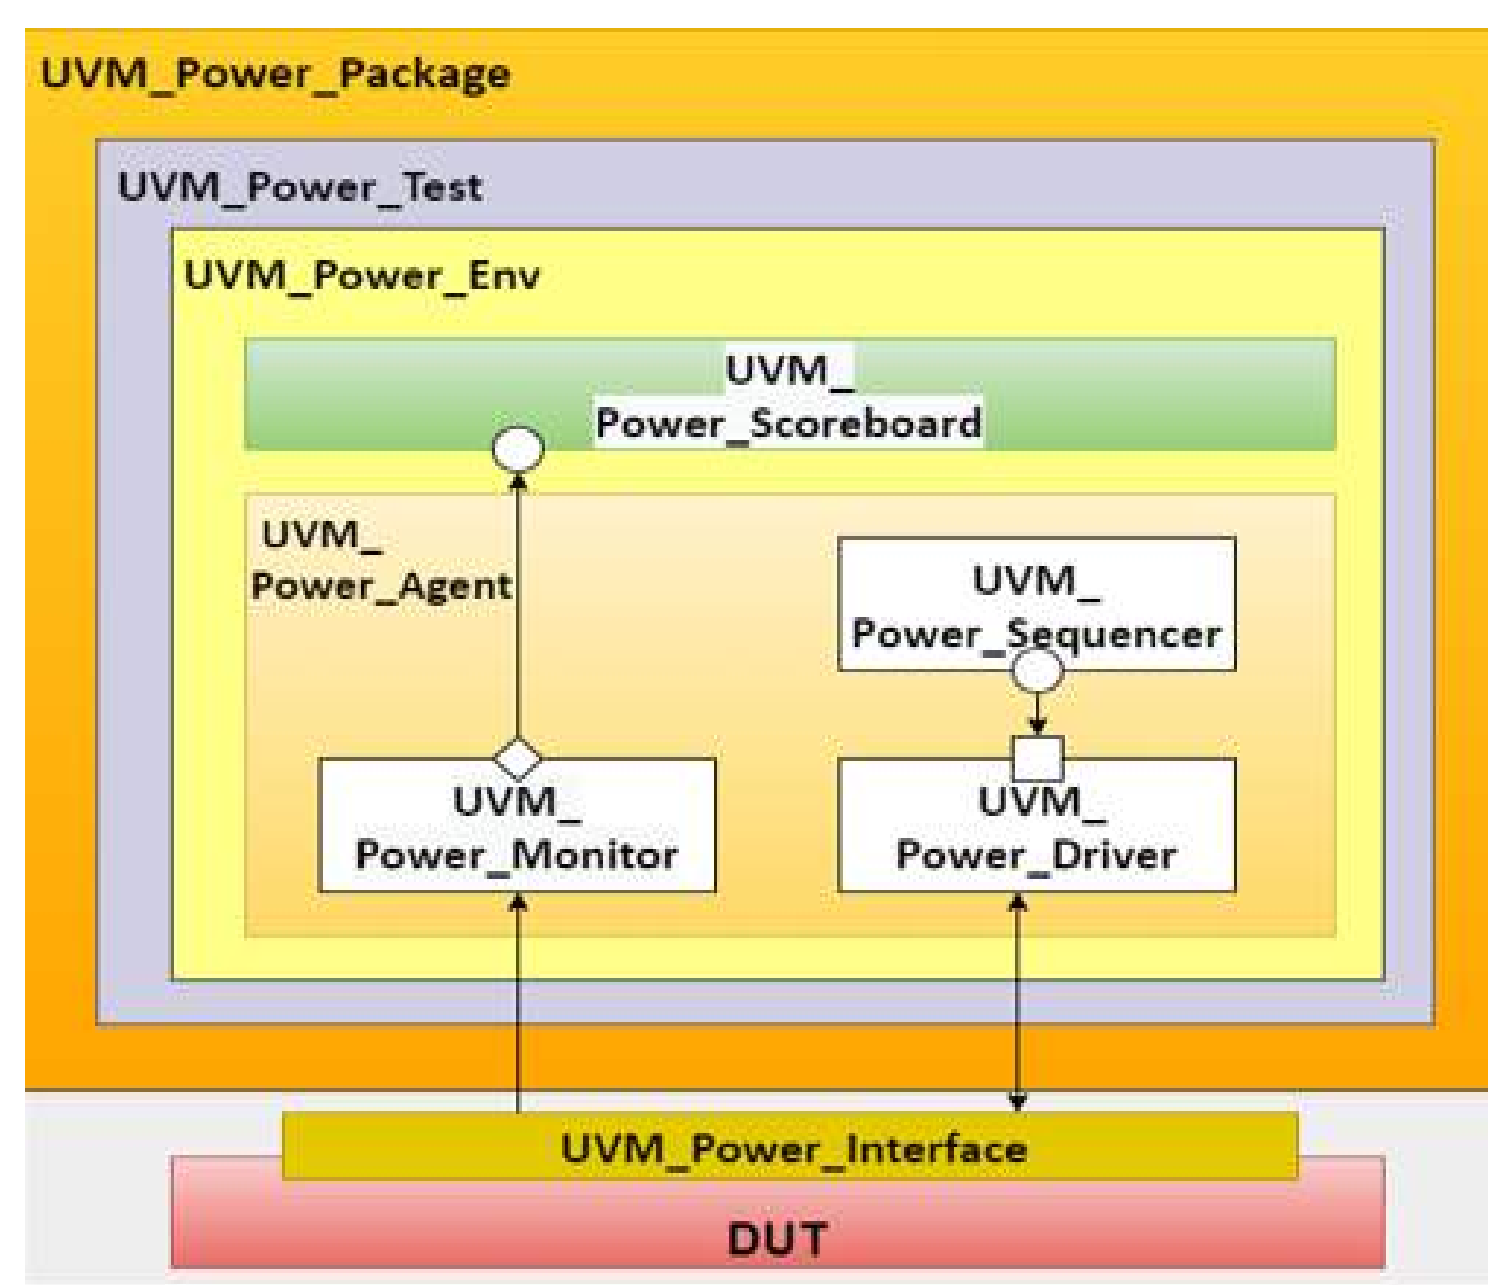 UVM_Power_Package
UVM_Power_Test
UVM_Power_Env
UVM_
Power_Scoreboard
UVM_
Power_Agent
UVM_
Power_Sequencer
UVM_
Power_Monitor
UVM_
Power_Driver
UVM_Power_Interface
DUT